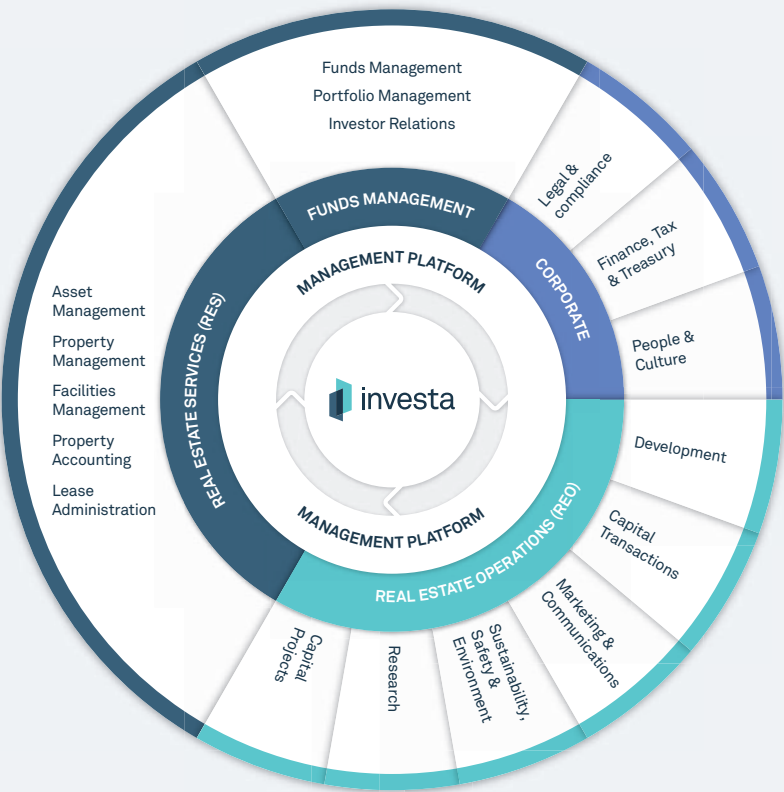 Funds Management
Portfolio Management
Investor Relations
FUNDS MANAGEMENT
Legal &
compliance
Finance, Tax
& Treasury
People &
Culture
CORPORATE
MANAGEMENT PLATFORM
investa
MANAGEMENT PLATFORM
REAL ESTATE SERVICES (RES)
Asset
Management
Property
Management
Facilities
Management
Property
Accounting
Lease
Administration
REAL ESTATE OPERATIONS (REO)
Development
Capital
Transactions
Marketing &
Communications
Sustainability,
Safety &
Environment
Research
Capital
Projects